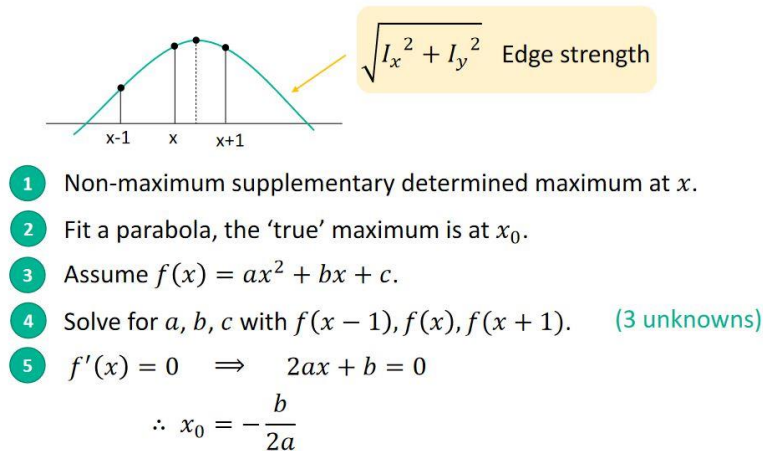 √(Iₓ² + Iᵧ²) Edge strength
x-1 x x+1
1 Non-maximum supplementary determined maximum at x.
2 Fit a parabola, the ‘true’ maximum is at x₀.
3 Assume f(x) = ax² + bx + c.
4 Solve for a, b, c with f(x − 1), f(x), f(x + 1). (3 unknowns)
5 f′(x) = 0 ⟹ 2ax + b = 0
∴ x₀ = − b / 2a